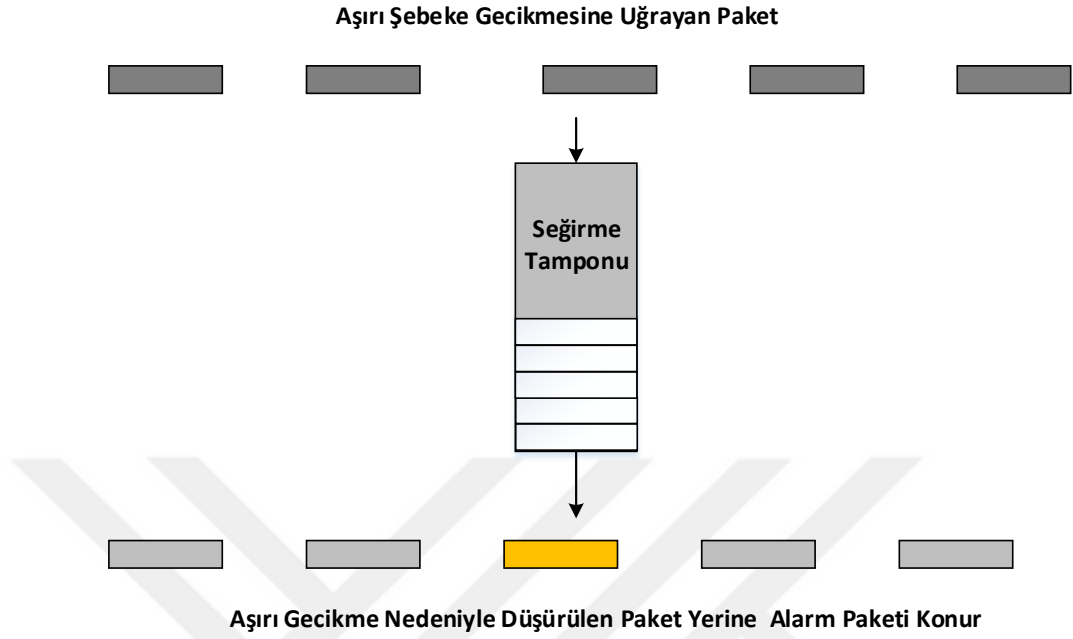 Aşırı Şebeke Gecikmesine Uğrayan Paket
Seğirme
Tamponu
Aşırı Gecikme Nedeniyle Düşürülen Paket Yerine Alarm Paketi Konur